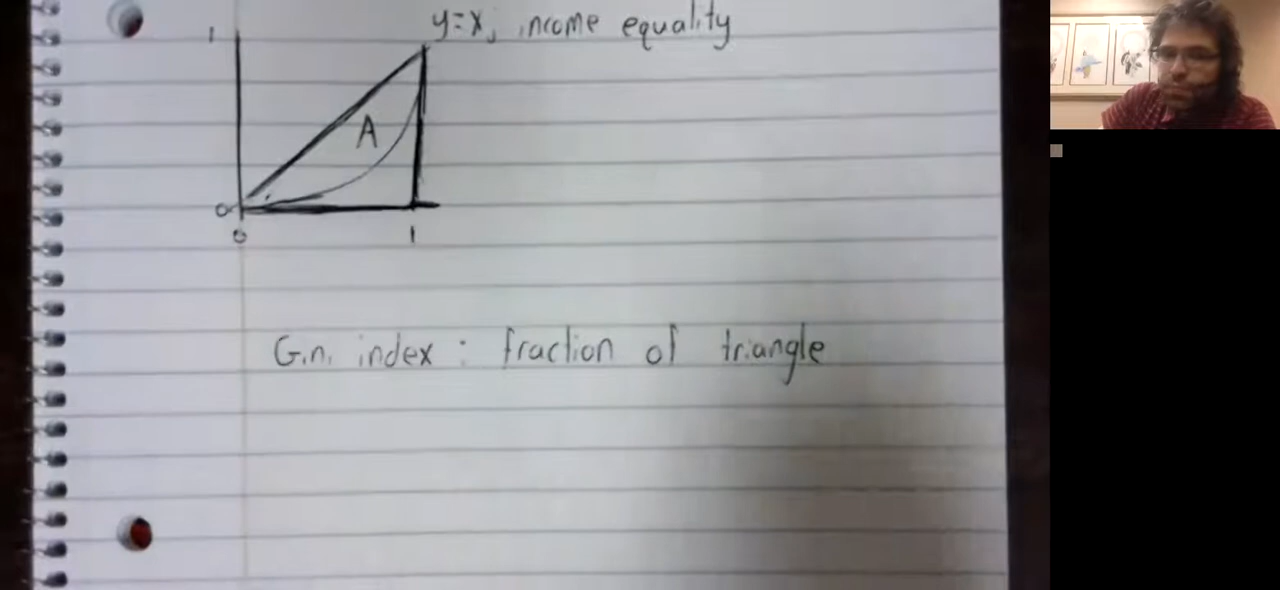 1
y=x, income equality
A
0
0
1
Gini index : fraction of triangle